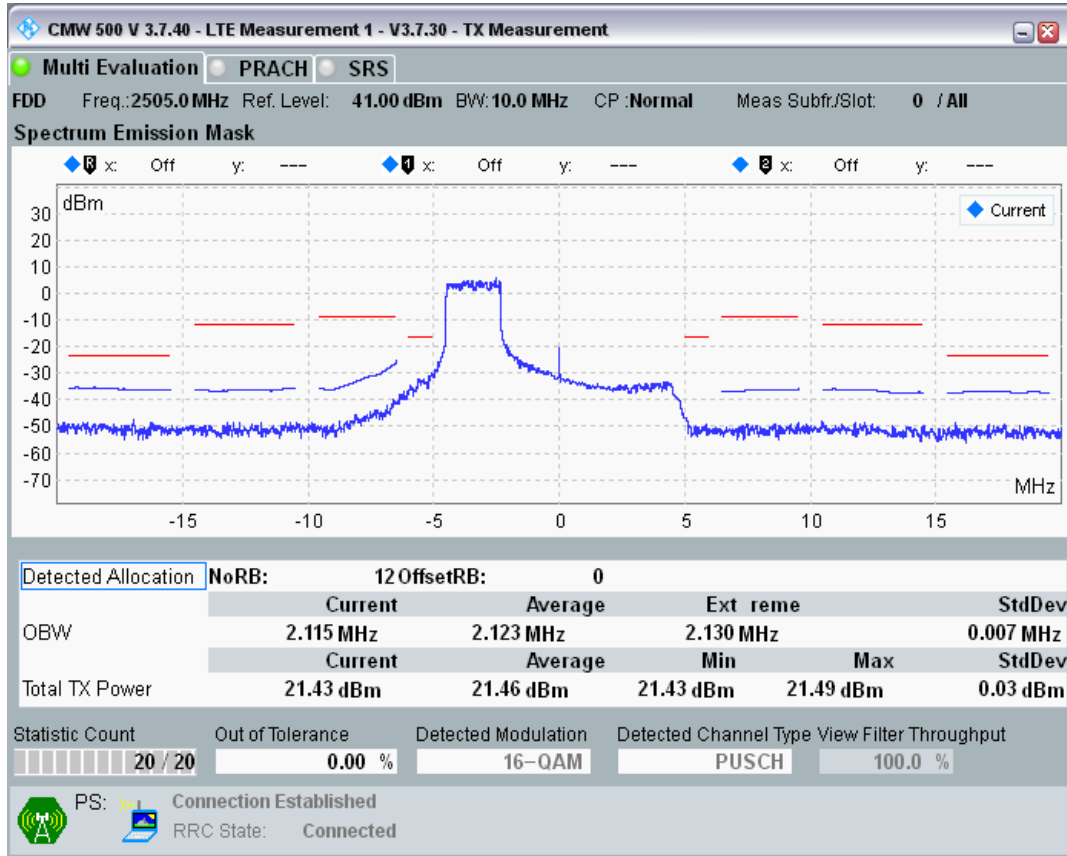 CMW 500 V 3.7.40 - LTE Measurement 1 - V3.7.30 - TX Measurement
Multi Evaluation PRACH SRS
FDD Freq.:2505.0 MHz Ref. Level: 41.00 dBm BW:10.0 MHz CP :Normal Meas Subfr./Slot: 0 / All
Spectrum Emission Mask
R x: Off y: --- 1 x: Off y: --- 2 x: Off y: ---
dBm
Current
30
20
10
0
-10
-20
-30
-40
-50
-60
-70
MHz
-15 -10 -5 0 5 10 15
Detected Allocation NoRB: 12 OffsetRB: 0
Current Average Ext reme StdDev
OBW 2.115 MHz 2.123 MHz 2.130 MHz 0.007 MHz
Current Average Min Max StdDev
Total TX Power 21.43 dBm 21.46 dBm 21.43 dBm 21.49 dBm 0.03 dBm
Statistic Count Out of Tolerance Detected Modulation Detected Channel Type View Filter Throughput
20 / 20 0.00 % 16-QAM PUSCH 100.0 %
PS: Connection Established
RRC State: Connected